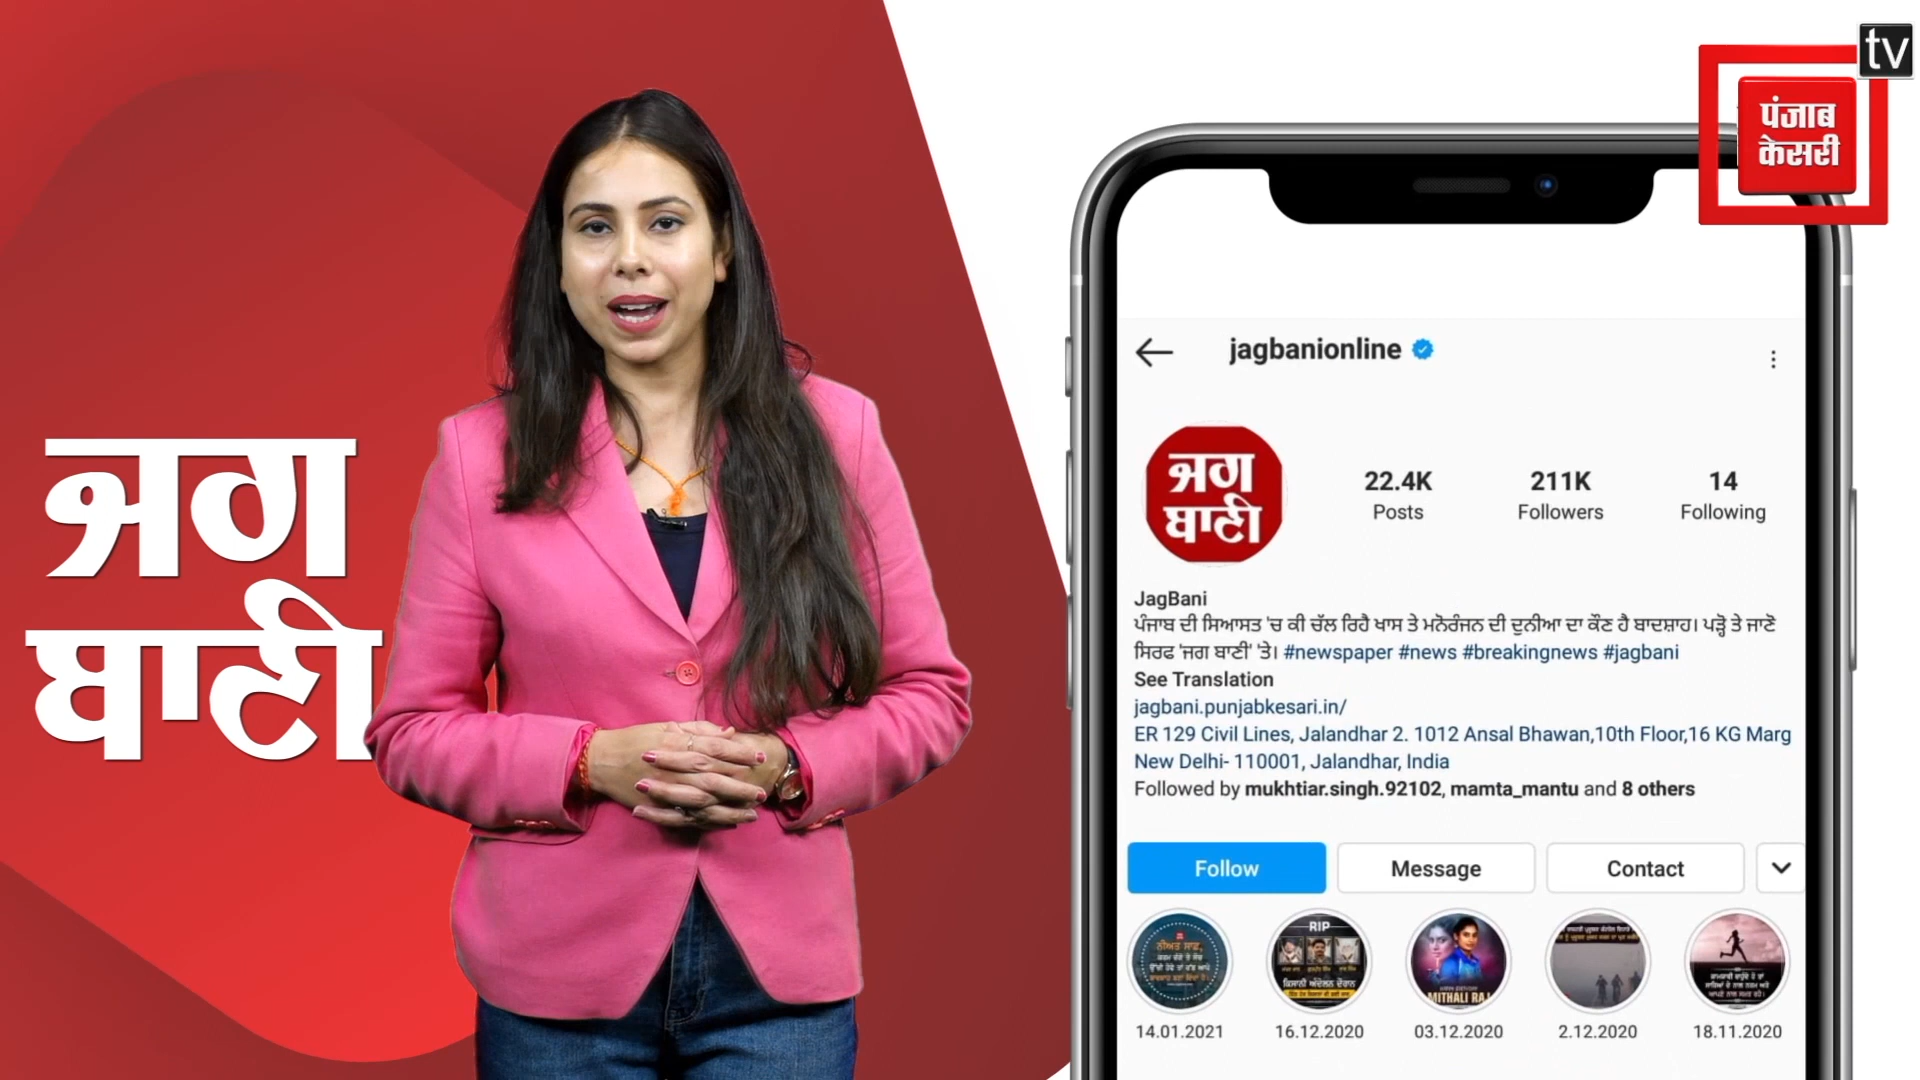 tv
ਪੰਜਾਬ
केसरी
ਜਗ
ਬਾਣੀ
jagbanionline
ਜਗ
ਬਾਣੀ
22.4K
Posts
211K
Followers
14
Following
JagBani
ਪੰਜਾਬ ਦੀ ਸਿਆਸਤ 'ਚ ਕੀ ਚੱਲ ਰਿਹੈ ਖਾਸ ਤੇ ਮਨੋਰੰਜਨ ਦੀ ਦੁਨੀਆ ਦਾ ਕੌਣ ਹੈ ਬਾਦਸ਼ਾਹ। ਪੜ੍ਹੋ ਤੇ ਜਾਣੋ
ਸਿਰਫ 'ਜਗ ਬਾਣੀ' 'ਤੇ। #newspaper #news #breakingnews #jagbani
See Translation
jagbani.punjabkesari.in/
ER 129 Civil Lines, Jalandhar 2. 1012 Ansal Bhawan,10th Floor,16 KG Marg
New Delhi- 110001, Jalandhar, India
Followed by mukhtiar.singh.92102, mamta_mantu and 8 others
Follow
Message
Contact
ਨੀਅਤ ਸਾਫ਼,
RIP
ਕਿਸਾਨੀ ਅੰਦੋਲਨ ਦੌਰਾਨ
MITHALI RAJ
14.01.2021
16.12.2020
03.12.2020
2.12.2020
18.11.2020